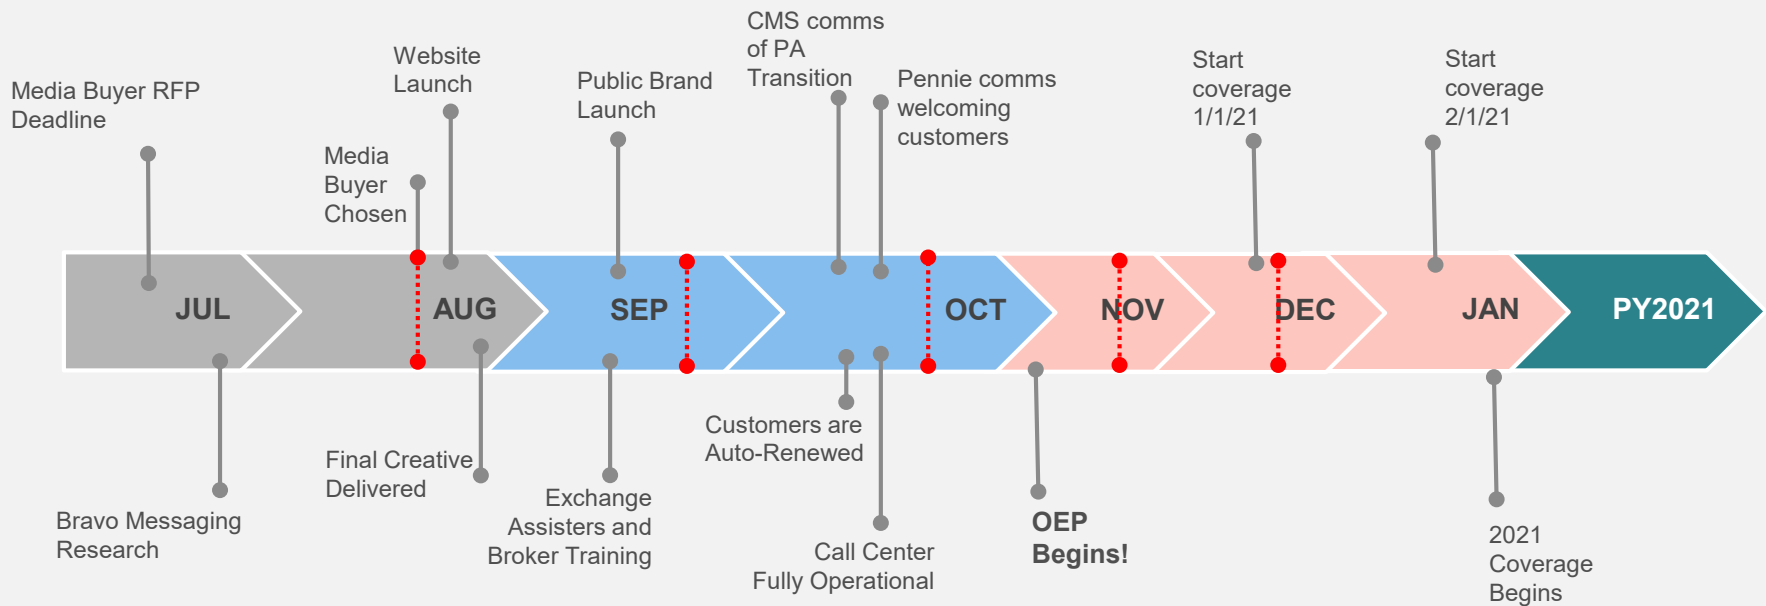 Media Buyer RFP
Deadline
Media
Buyer
Chosen
Website
Launch
Public Brand
Launch
CMS comms
of PA
Transition
Pennie comms
welcoming
customers
Start
coverage
1/1/21
Start
coverage
2/1/21
JUL
AUG
SEP
OCT
NOV
DEC
JAN
PY2021
Bravo Messaging
Research
Final Creative
Delivered
Exchange
Assisters and
Broker Training
Customers are
Auto-Renewed
Call Center
Fully Operational
OEP
Begins!
2021
Coverage
Begins